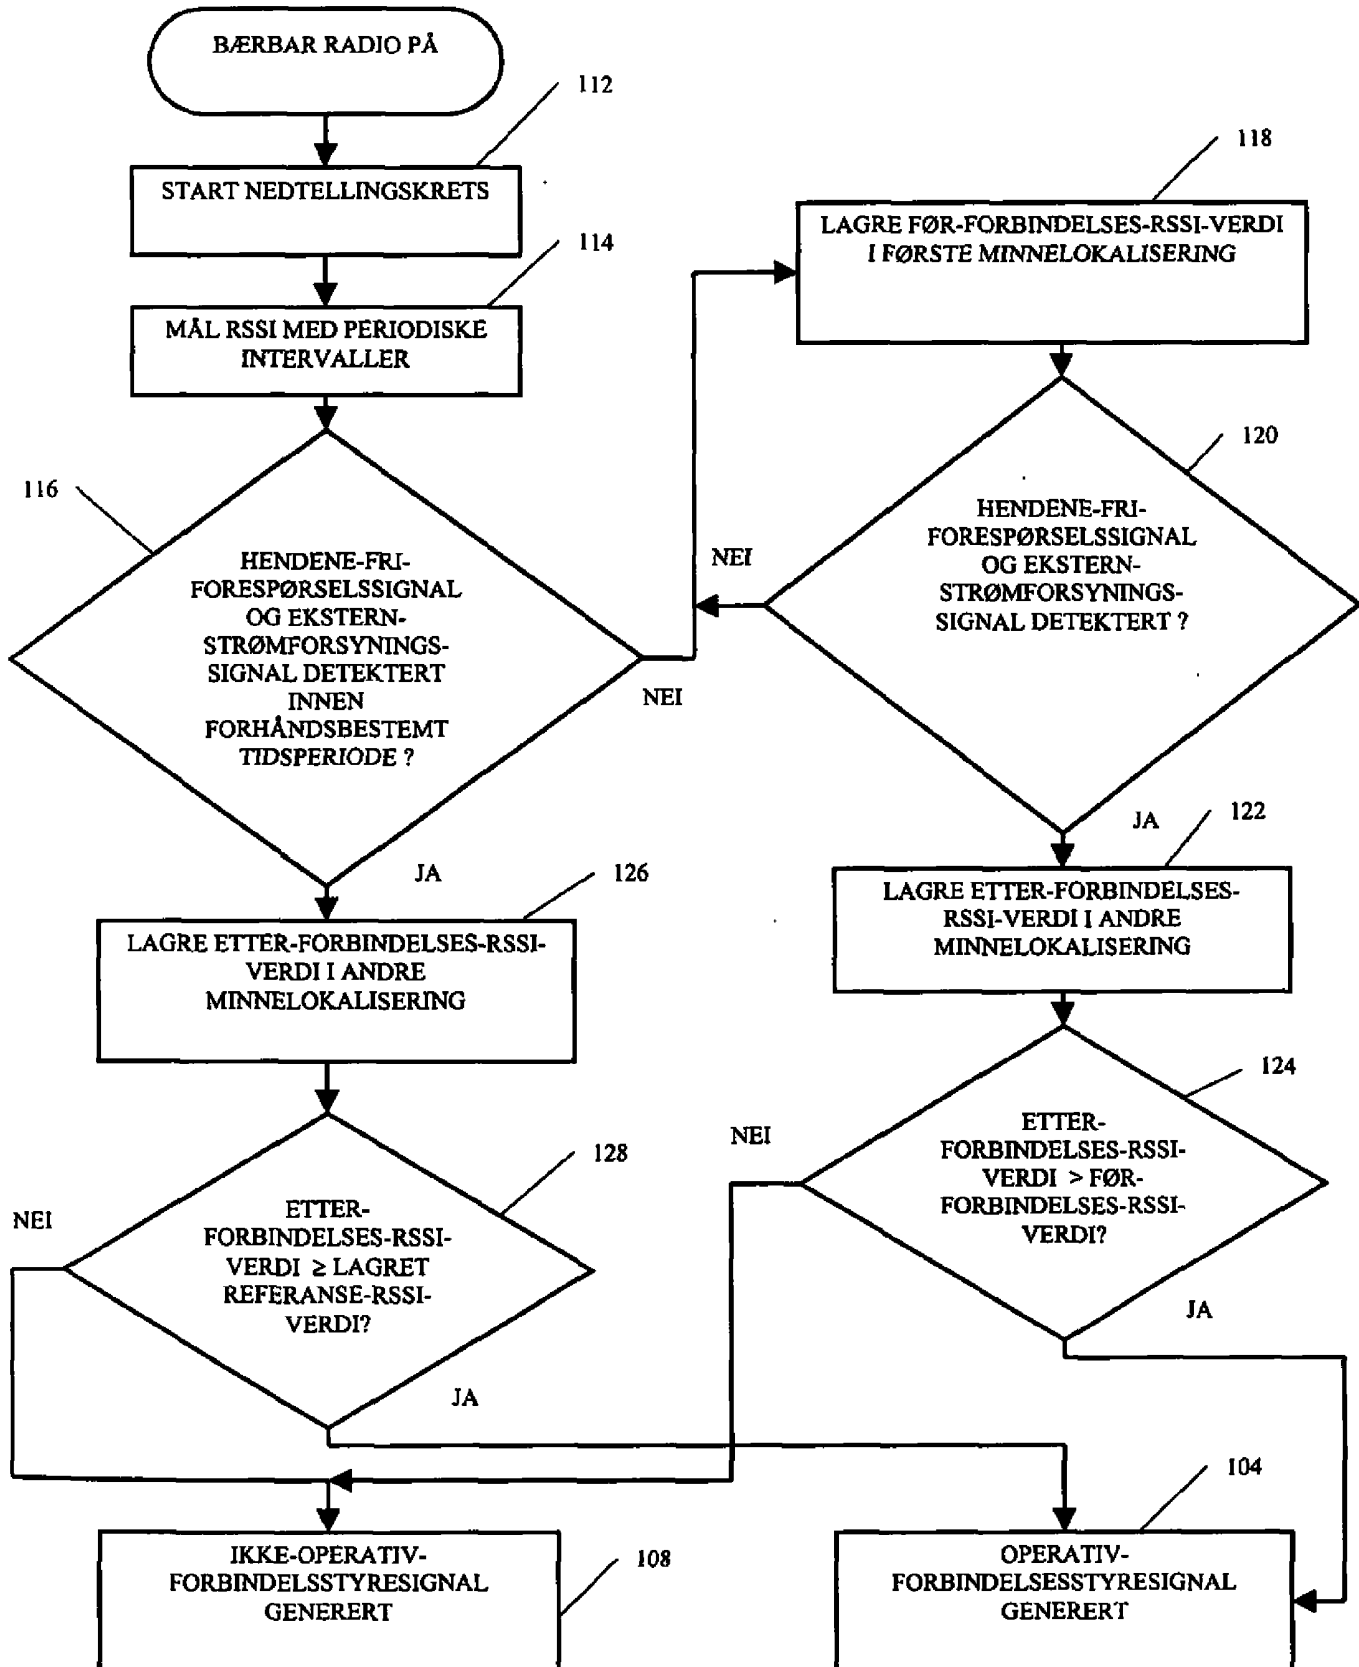 BÆRBAR RADIO PÅ
112
START NEDTELLINGSKRETS
114
MÅL RSSI MED PERIODISKE
INTERVALLER
116
HENDENE-FRI-
FORESPØRSELSSIGNAL
OG EKSTERN-
STRØMFORSYNINGS-
SIGNAL DETEKTERT
INNEN
FORHÅNDSBESTEMT
TIDSPERIODE ?
NEI
JA
118
LAGRE FØR-FORBINDELSES-RSSI-VERDI
I FØRSTE MINNELOKALISERING
120
HENDENE-FRI-
FORESPØRSELSSIGNAL
OG EKSTERN-
STRØMFORSYNINGS-
SIGNAL DETEKTERT ?
NEI
JA
122
LAGRE ETTER-FORBINDELSES-
RSSI-VERDI I ANDRE
MINNELOKALISERING
126
LAGRE ETTER-FORBINDELSES-RSSI-
VERDI I ANDRE
MINNELOKALISERING
124
ETTER-
FORBINDELSES-RSSI-
VERDI > FØR-
FORBINDELSES-RSSI-
VERDI?
NEI
JA
128
ETTER-
FORBINDELSES-RSSI-
VERDI ≥ LAGRET
REFERANSE-RSSI-
VERDI?
NEI
JA
108
IKKE-OPERATIV-
FORBINDELSSTYRESIGNAL
GENERERT
104
OPERATIV-
FORBINDELSESSTYRESIGNAL
GENERERT